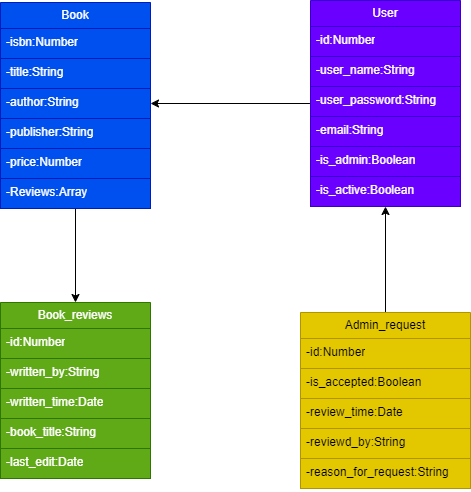 Book
-isbn:Number
-title:String
-author:String
-publisher:String
-price:Number
-Reviews:Array
User
-id:Number
-user_name:String
-user_password:String
-email:String
-is_admin:Boolean
-is_active:Boolean
Book_reviews
-id:Number
-written_by:String
-written_time:Date
-book_title:String
-last_edit:Date
Admin_request
-id:Number
-is_accepted:Boolean
-review_time:Date
-reviewd_by:String
-reason_for_request:String